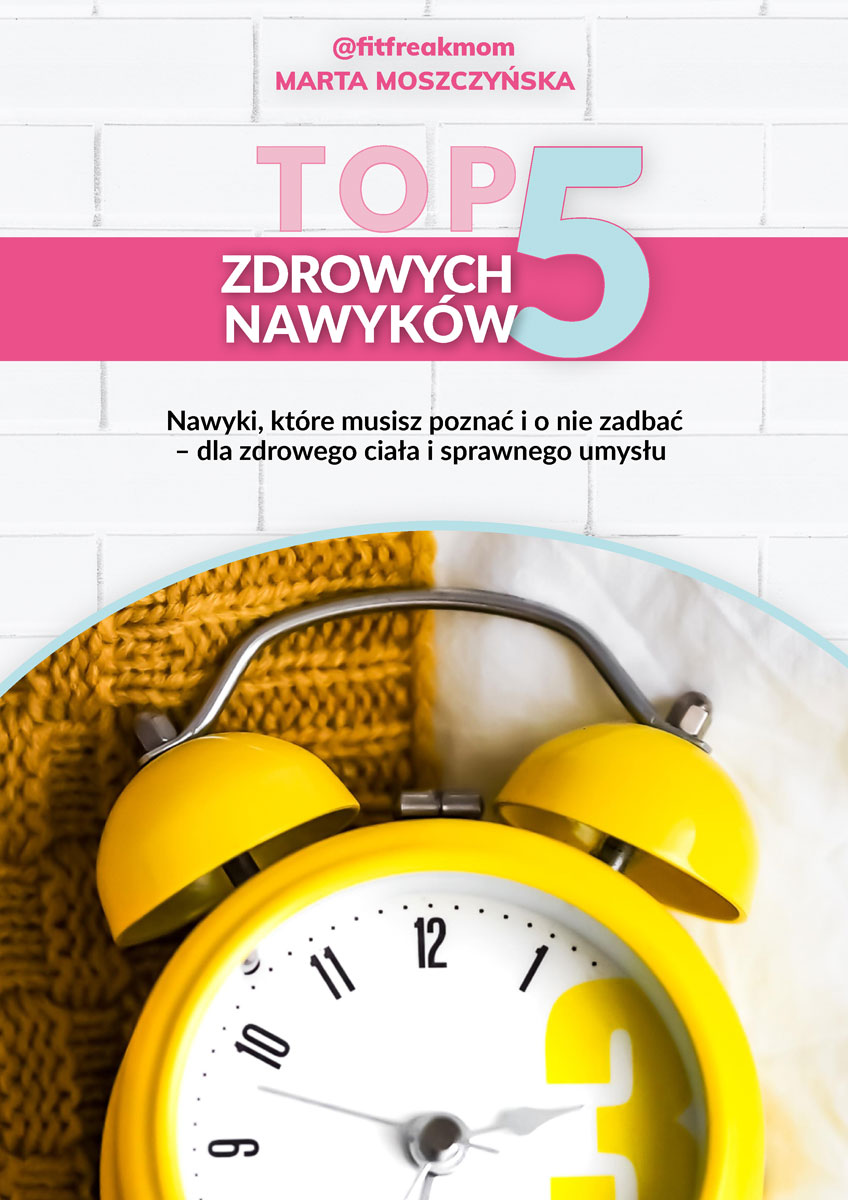 @fitfreakmom
MARTA MOSZCZYŃSKA
TOP 5
ZDROWYCH
NAWYKÓW
Nawyki, które musisz poznać i o nie zadbać
– dla zdrowego ciała i sprawnego umysłu
12
11
1
10
9
3